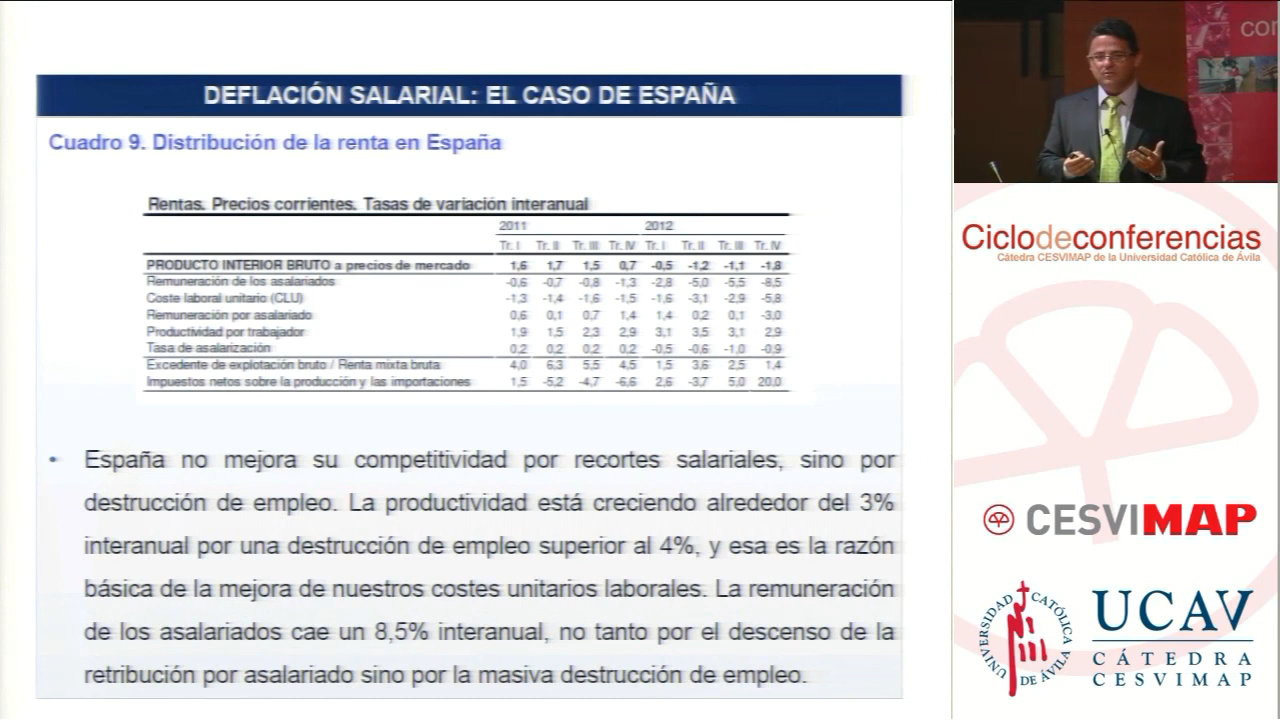 DEFLACIÓN SALARIAL: EL CASO DE ESPAÑA
Cuadro 9. Distribución de la renta en España
Rentas. Precios corrientes. Tasas de variación interanual
2011 2012
Tr. I Tr. II Tr. III Tr. IV Tr. I Tr. II Tr. III Tr. IV
PRODUCTO INTERIOR BRUTO a precios de mercado 1,6 1,7 1,5 0,7 -0,5 -1,2 -1,1 -1,8
Remuneración de los asalariados -0,6 -0,7 -0,8 -1,3 -2,8 -5,0 -5,5 -8,5
Coste laboral unitario (CLU) -1,3 -1,4 -1,6 -1,5 -1,6 -3,1 -2,9 -5,8
Remuneración por asalariado 0,6 0,1 0,7 1,4 1,4 0,2 0,1 -3,0
Productividad por trabajador 1,9 1,5 2,3 2,9 3,1 3,5 3,1 2,9
Tasa de asalarización 0,2 0,2 0,2 0,2 -0,5 -0,6 -1,0 -0,9
Excedente de explotación bruto / Renta mixta bruta 4,0 6,3 5,5 4,5 1,5 3,6 2,5 1,4
Impuestos netos sobre la producción y las importaciones 1,5 -5,2 -4,7 -6,6 2,6 -3,7 5,0 20,0
• España no mejora su competitividad por recortes salariales, sino por
destrucción de empleo. La productividad está creciendo alrededor del 3%
interanual por una destrucción de empleo superior al 4%, y esa es la razón
básica de la mejora de nuestros costes unitarios laborales. La remuneración
de los asalariados cae un 8,5% interanual, no tanto por el descenso de la
retribución por asalariado sino por la masiva destrucción de empleo.
con
Ciclodeconferencias
Cátedra CESVIMAP de la Universidad Católica de Ávila
CESVIMAP
UNIVERSIDAD CATÓLICA DE ÁVILA
UCAV
CÁTEDRA
CESVIMAP